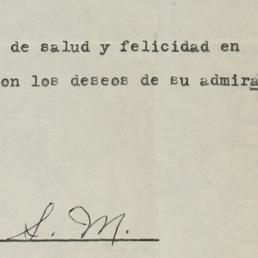 de salud y felicidad en
on los deseos de su admira
S. M.